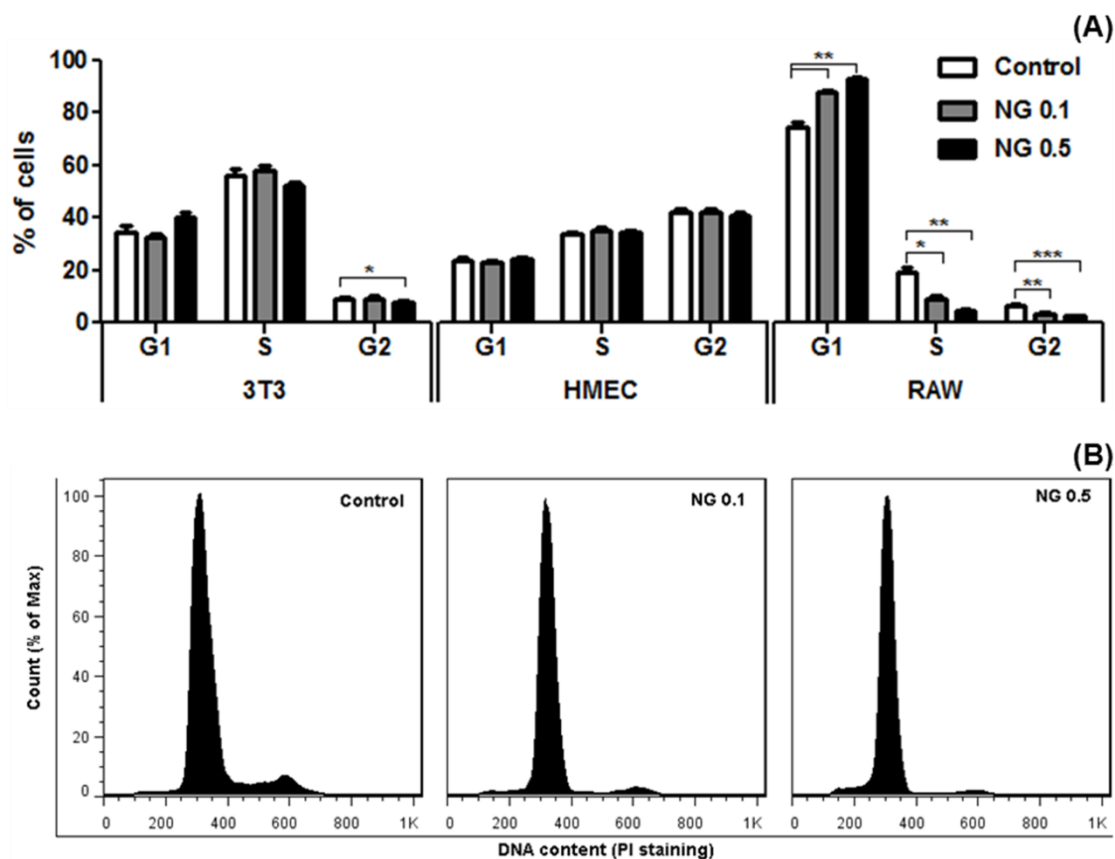 (A)
100
80
60
40
20
0
% of cells
Control
NG 0.1
NG 0.5
*
**
*
**
**
***
G1 S G2 G1 S G2 G1 S G2
3T3 HMEC RAW
(B)
Control
NG 0.1
NG 0.5
100
80
60
40
20
0
Count (% of Max)
0 200 400 600 800 1K 0 200 400 600 800 1K 0 200 400 600 800 1K
DNA content (PI staining)